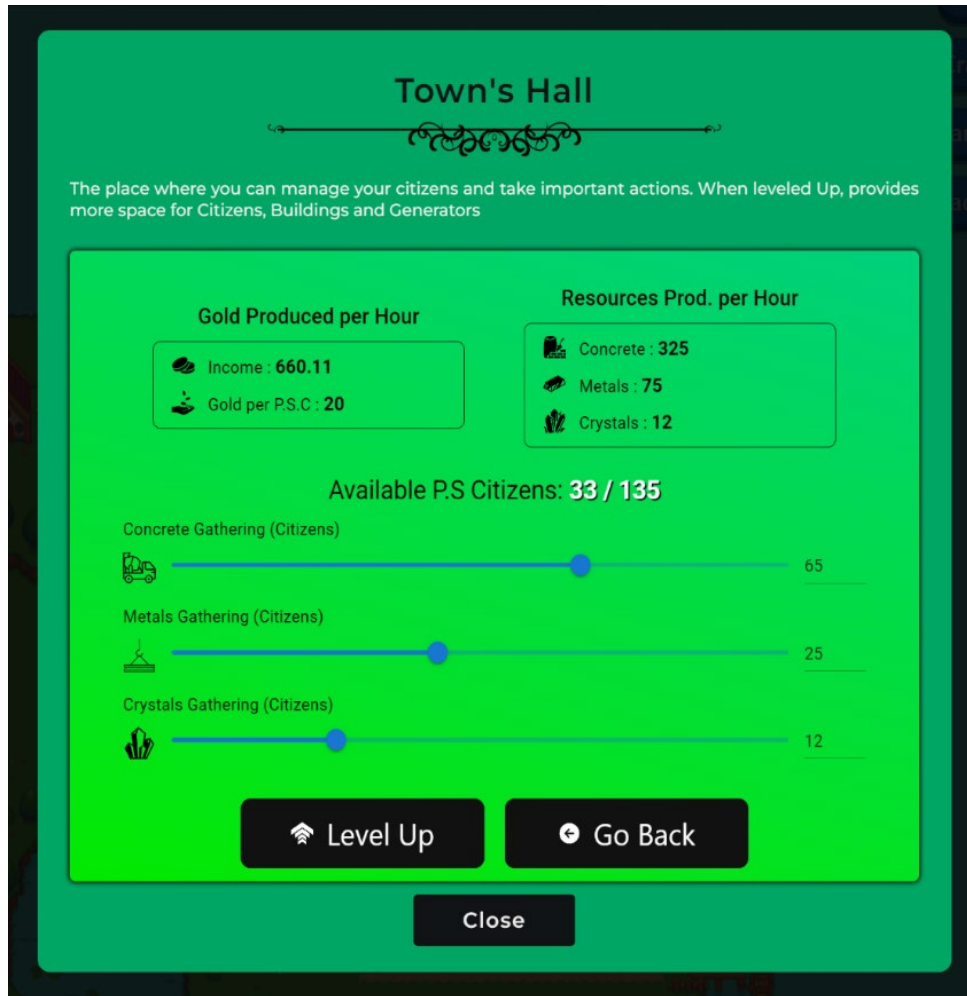 Town's Hall
The place where you can manage your citizens and take important actions. When leveled Up, provides
more space for Citizens, Buildings and Generators
Gold Produced per Hour
Income : 660.11
Gold per P.S.C : 20
Resources Prod. per Hour
Concrete : 325
Metals : 75
Crystals : 12
Available P.S Citizens: 33 / 135
Concrete Gathering (Citizens)
65
Metals Gathering (Citizens)
25
Crystals Gathering (Citizens)
12
Level Up
Go Back
Close